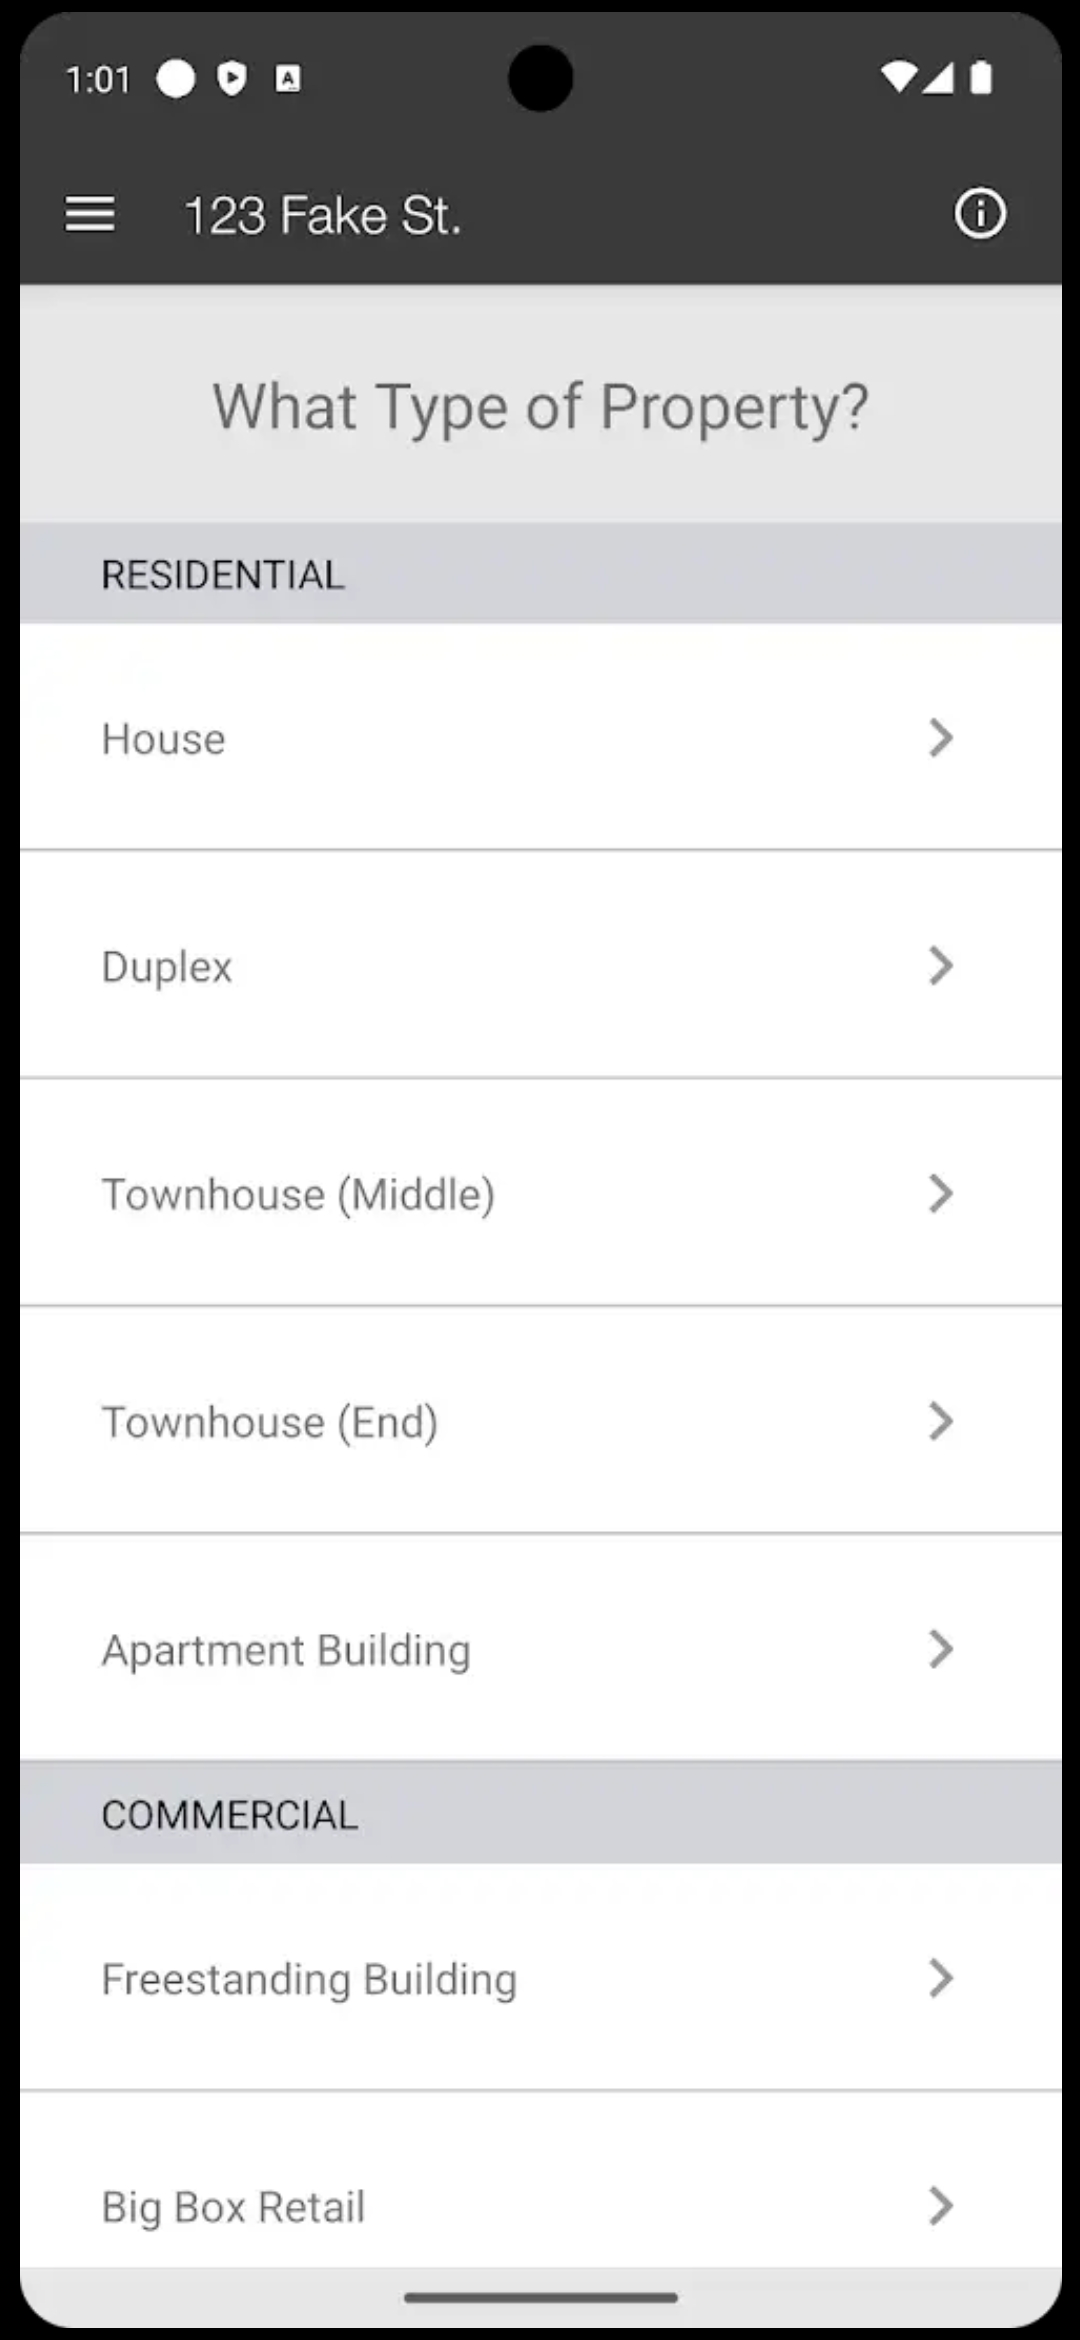 1:01
123 Fake St.
What Type of Property?
RESIDENTIAL
House
Duplex
Townhouse (Middle)
Townhouse (End)
Apartment Building
COMMERCIAL
Freestanding Building
Big Box Retail